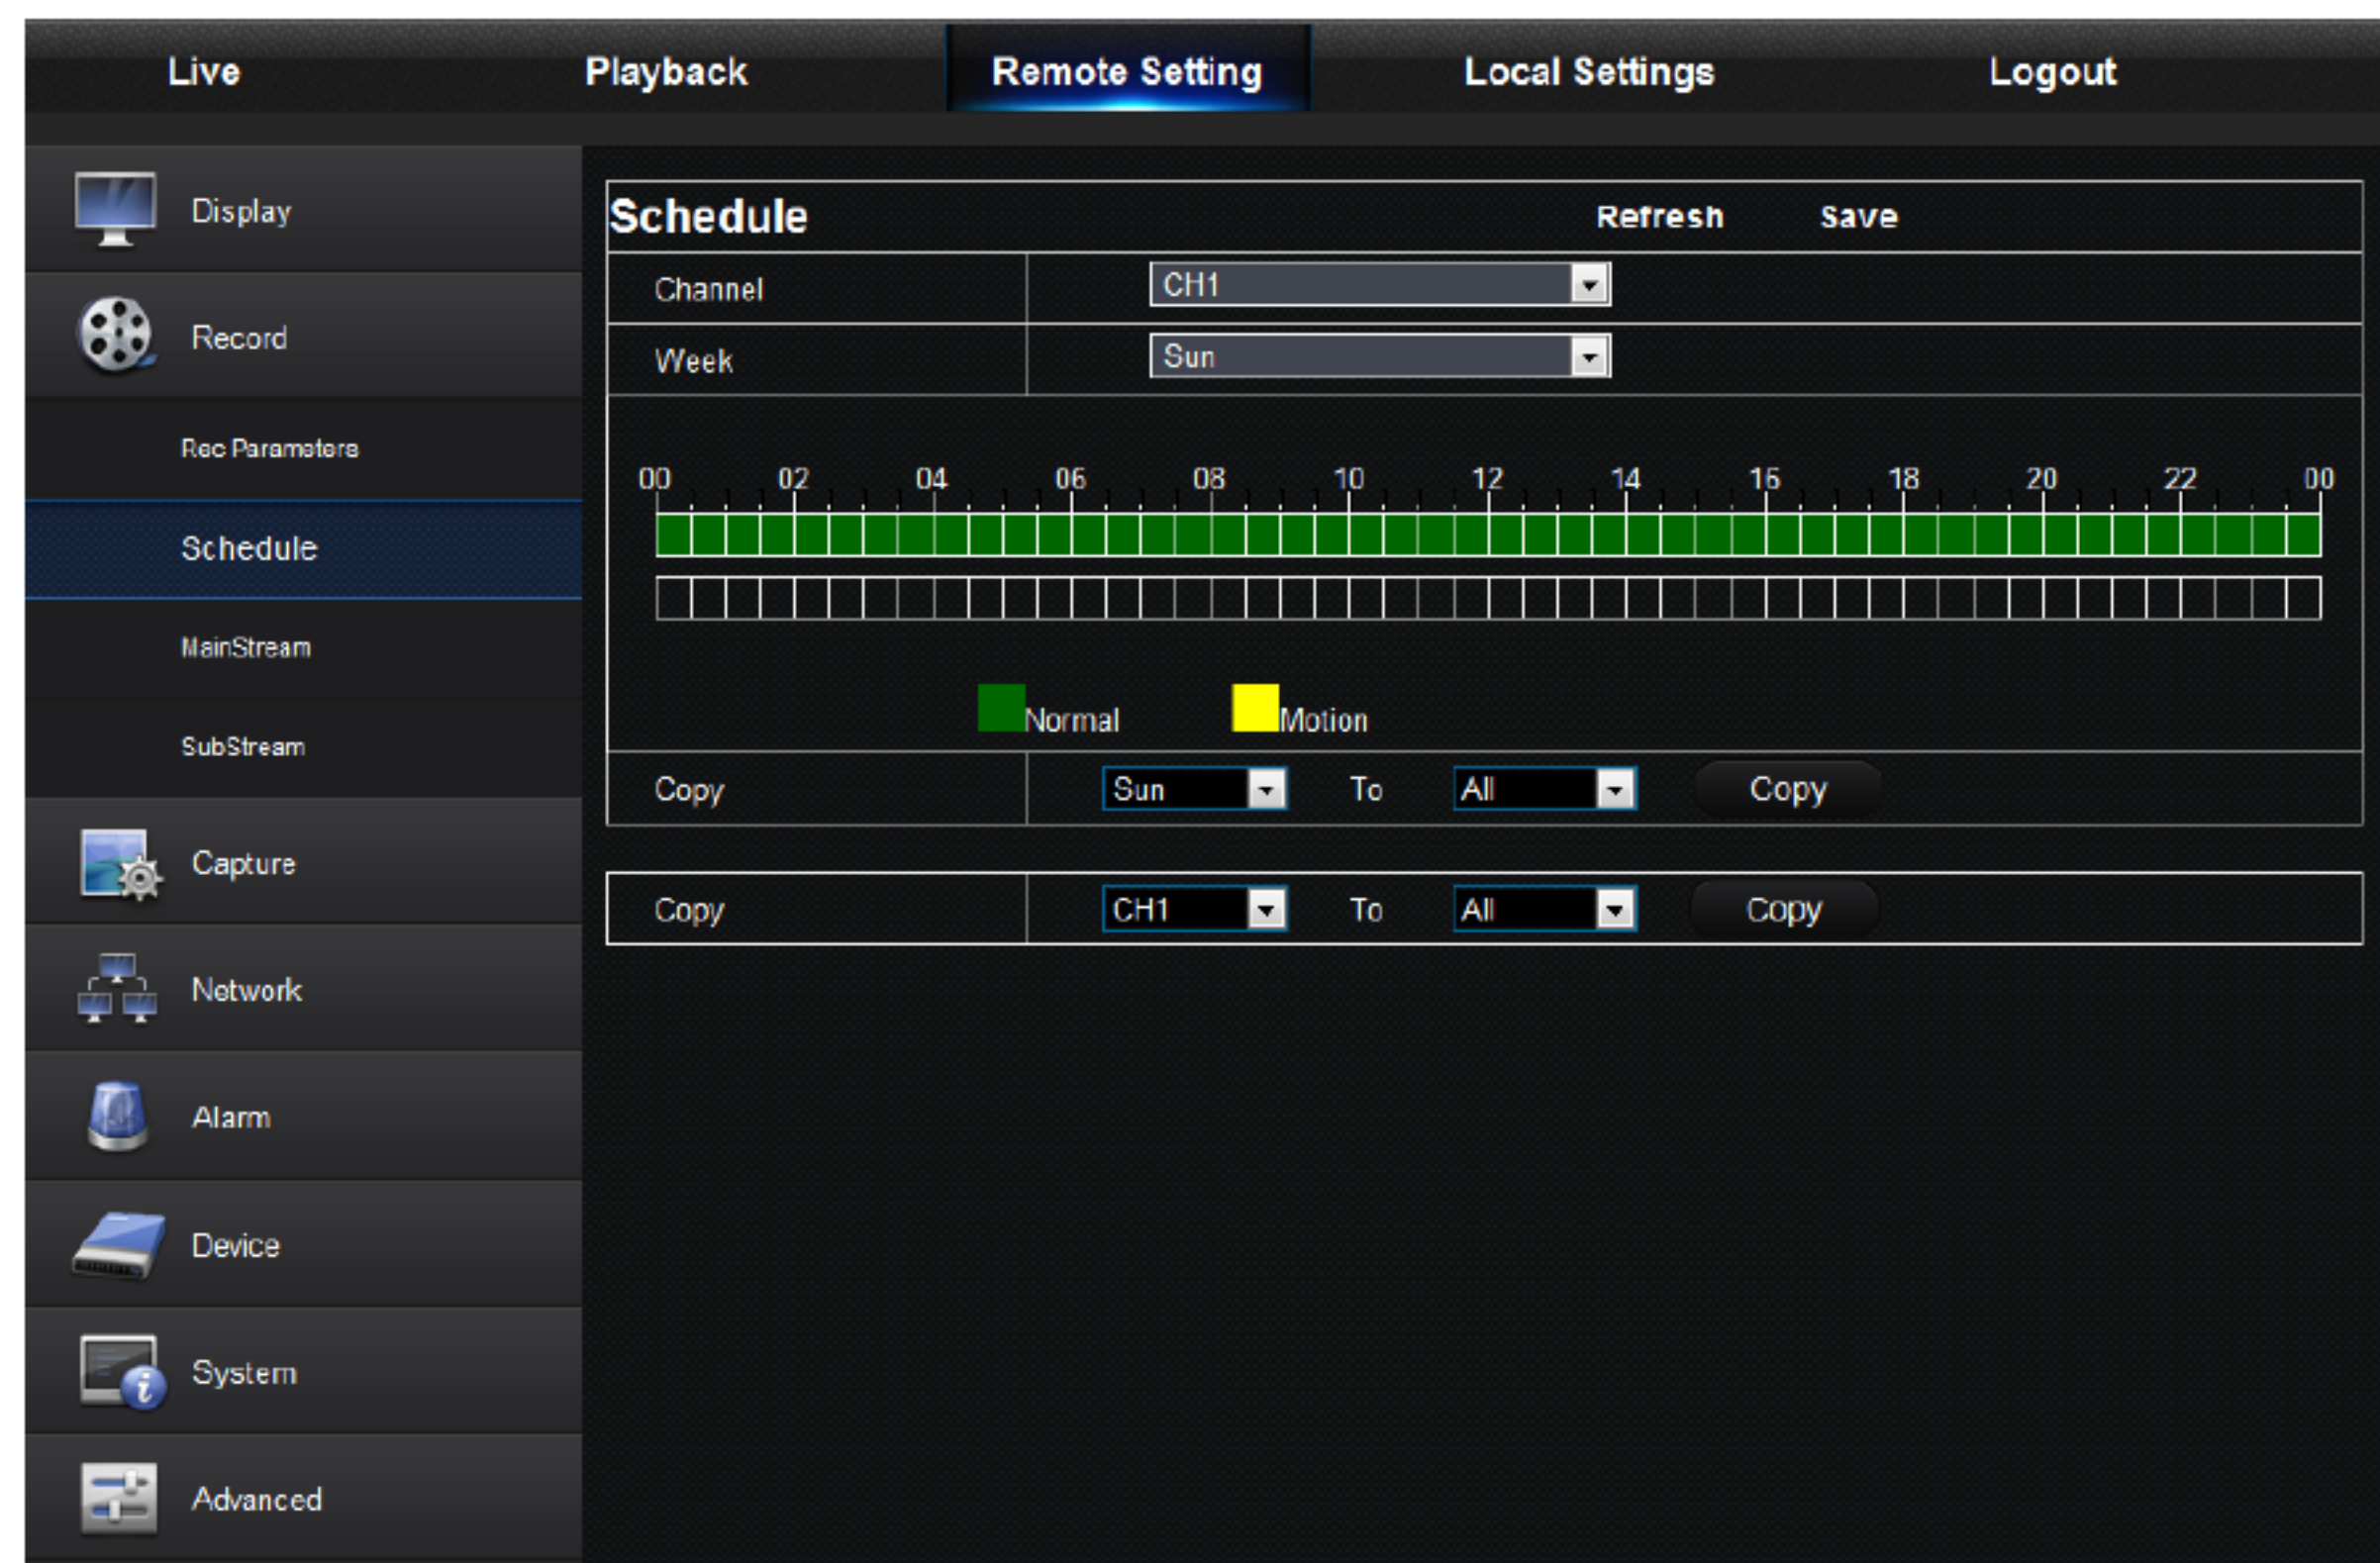 Live Playback Remote Setting Local Settings Logout
Display
Record
Rec Parameters
Schedule
MainStream
SubStream
Capture
Network
Alarm
Device
System
Advanced
Schedule Refresh Save
Channel CH1
Week Sun
00 02 04 06 08 10 12 14 16 18 20 22 00
Normal Motion
Copy Sun To All Copy
Copy CH1 To All Copy